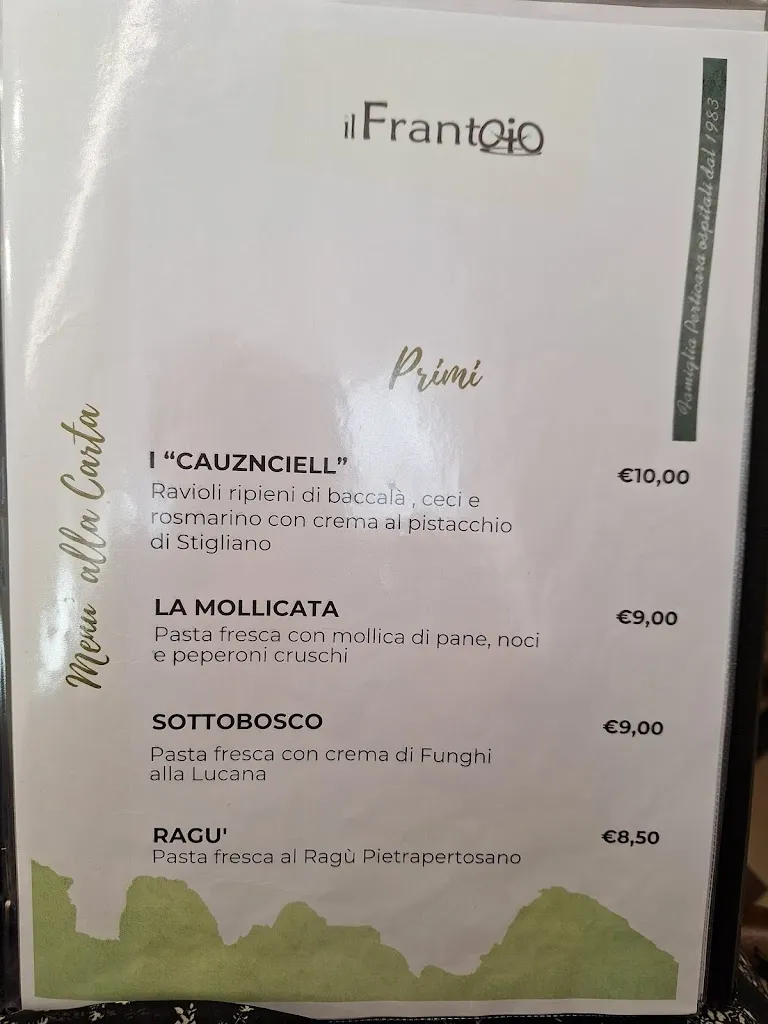 il Frantoio
Famiglia Perticara ospitali dal 1983
Menù alla Carta
Primi
I “CAUZNCIELL” €10,00
Ravioli ripieni di baccalà , ceci e
rosmarino con crema al pistacchio
di Stigliano
LA MOLLICATA €9,00
Pasta fresca con mollica di pane, noci
e peperoni cruschi
SOTTOBOSCO €9,00
Pasta fresca con crema di Funghi
alla Lucana
RAGU' €8,50
Pasta fresca al Ragù Pietrapertosano